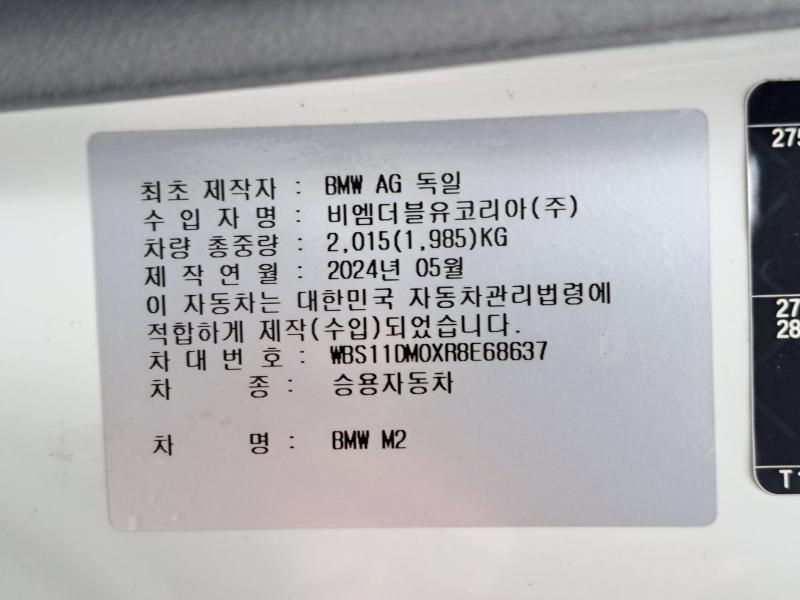 최초 제작자 : BMW AG 독일
수 입 자 명 : 비엠더블유코리아(주)
차량 총중량 : 2,015(1,985)KG
제 작 연 월 : 2024년 05월
이 자동차는 대한민국 자동차관리법령에
적합하게 제작(수입)되었습니다.
차 대 번 호 : WBS11DM0XR8E68637
차 종 : 승용자동차
차 명 : BMW M2
275
27
28
T